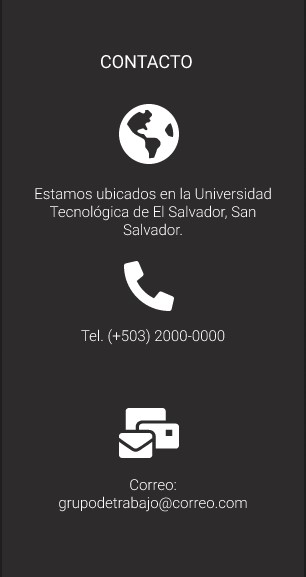 CONTACTO
Estamos ubicados en la Universidad
Tecnológica de El Salvador, San
Salvador.
Tel. (+503) 2000-0000
Correo:
grupodetrabajo@correo.com